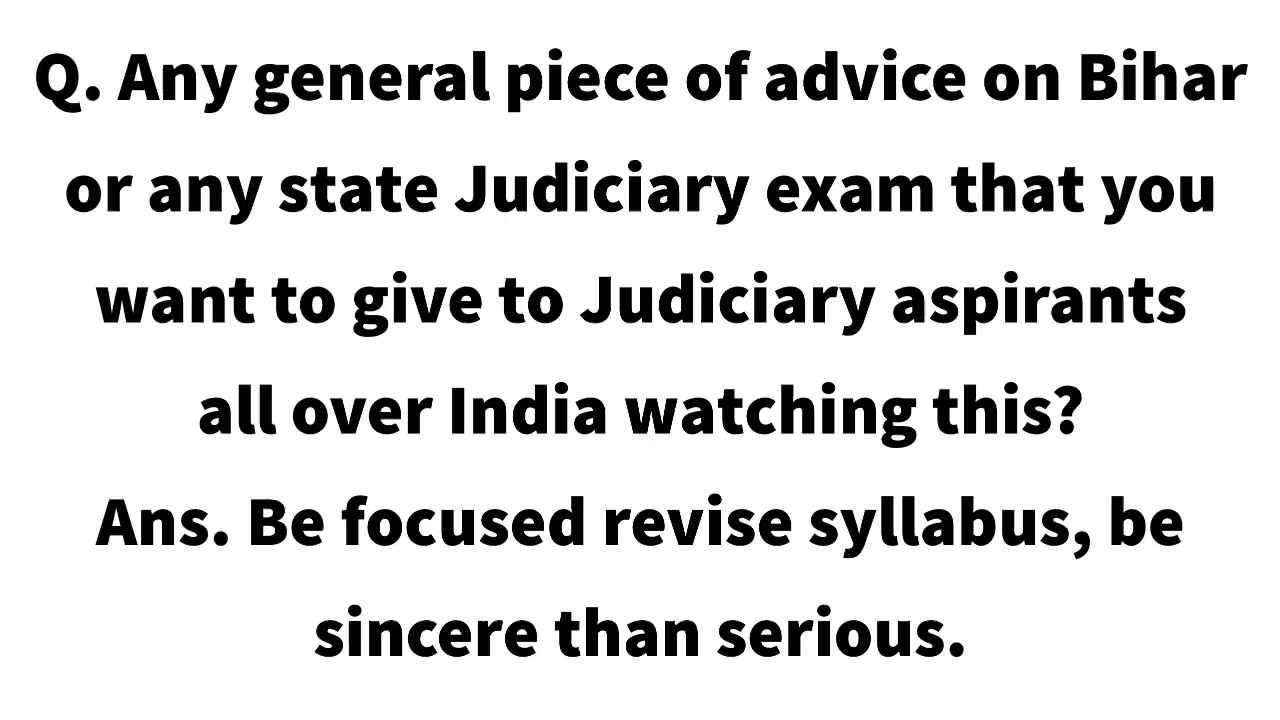 Q. Any general piece of advice on Bihar
or any state Judiciary exam that you
want to give to Judiciary aspirants
all over India watching this?
Ans. Be focused revise syllabus, be
sincere than serious.